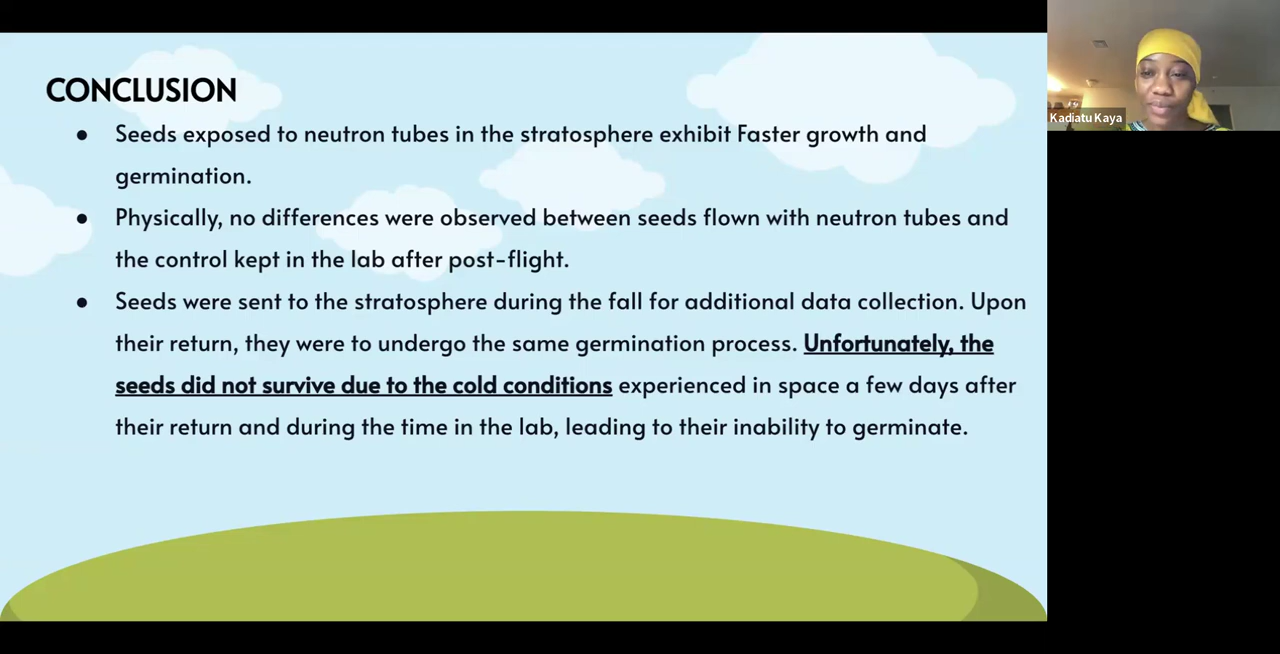 CONCLUSION
● Seeds exposed to neutron tubes in the stratosphere exhibit Faster growth and
germination.
● Physically, no differences were observed between seeds flown with neutron tubes and
the control kept in the lab after post-flight.
● Seeds were sent to the stratosphere during the fall for additional data collection. Upon
their return, they were to undergo the same germination process. Unfortunately, the
seeds did not survive due to the cold conditions experienced in space a few days after
their return and during the time in the lab, leading to their inability to germinate.
Kadiatu Kaya